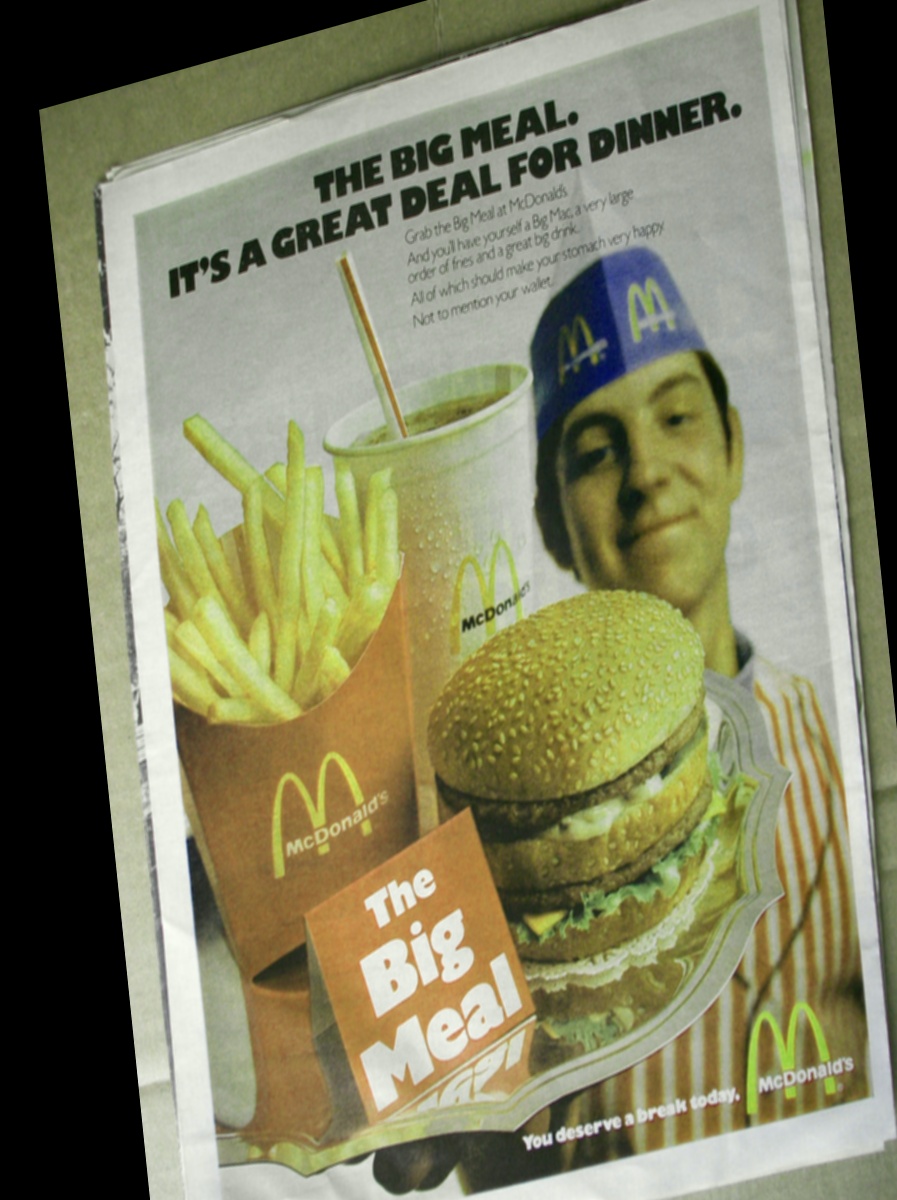 THE BIG MEAL.
IT'S A GREAT DEAL FOR DINNER.
Grab the Big Meal at McDonald's
And you'll have yourself a Big Mac, a very large
order of fries and a great big drink.
All of which should make your stomach very happy.
Not to mention your wallet.
McDonald's
McDonald's
The
Big
Meal
You deserve a break today,
McDonald's